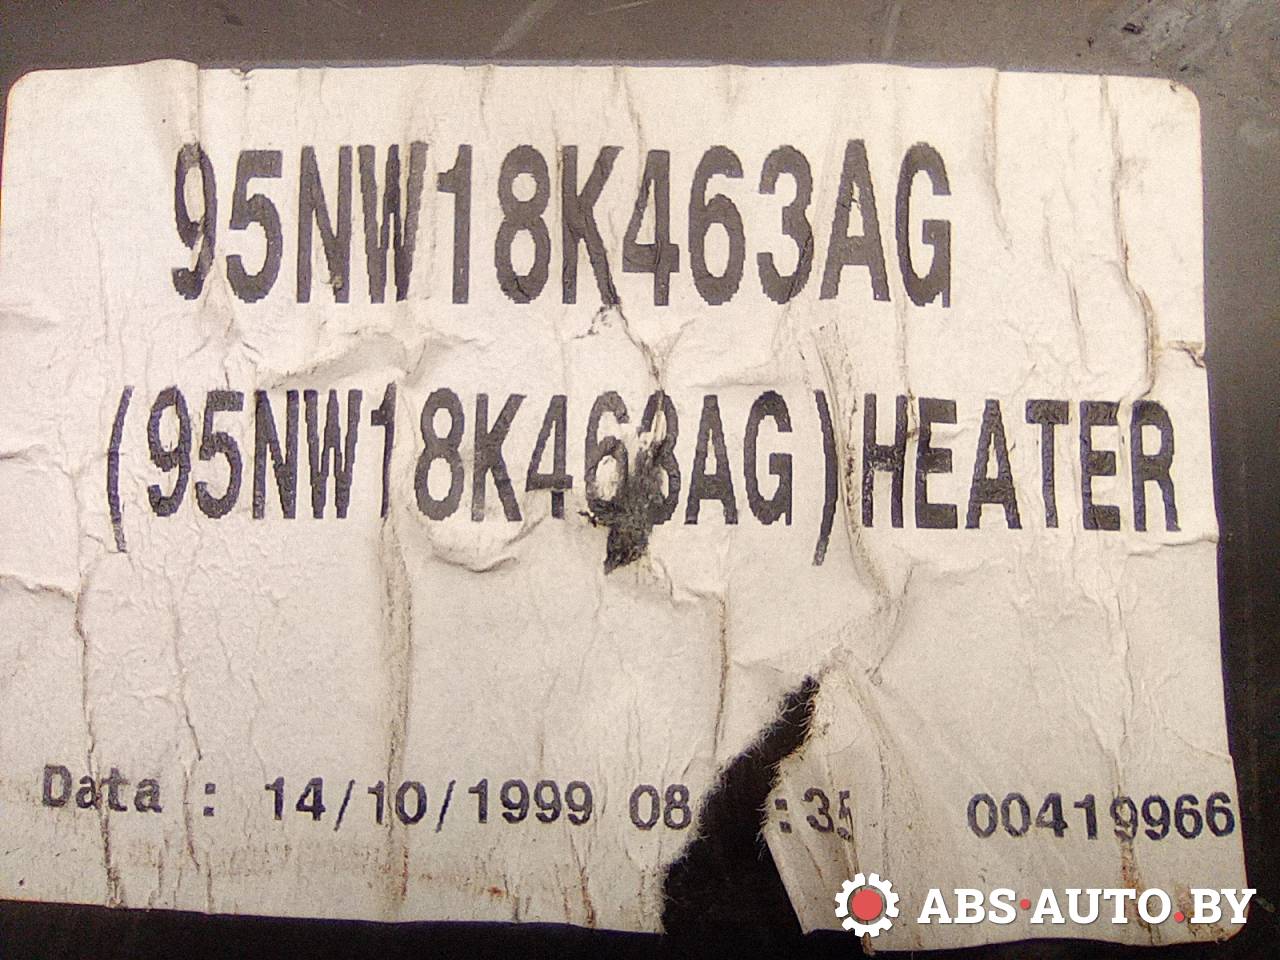 95NW18K463AG
(95NW18K463AG)HEATER
Data : 14/10/1999 08 :35 00419966
ABS·AUTO.BY